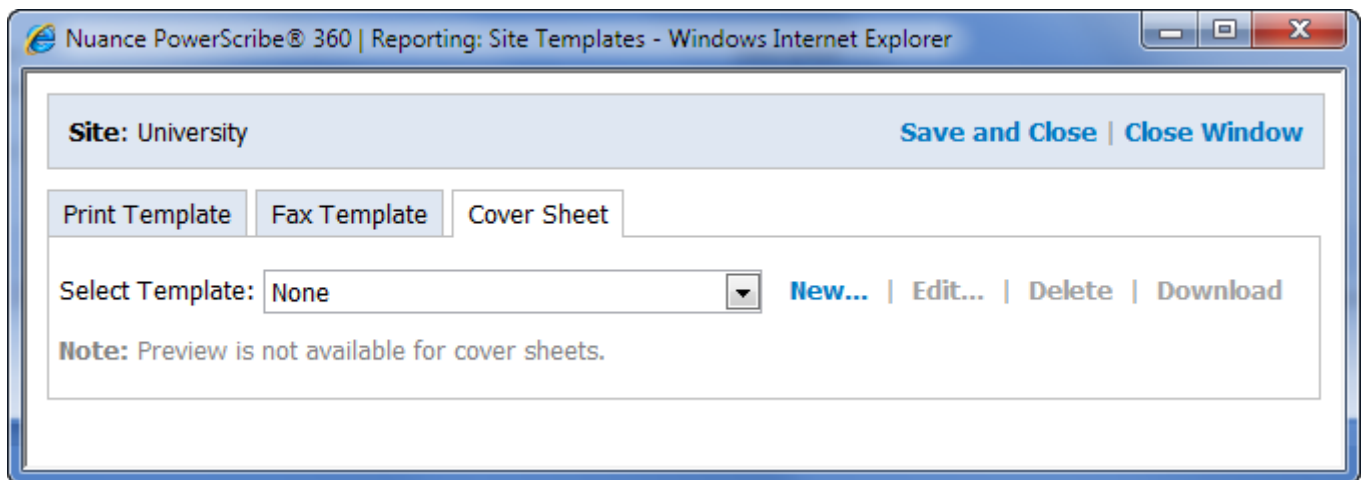 Nuance PowerScribe® 360 | Reporting: Site Templates - Windows Internet Explorer
Site: University Save and Close | Close Window
Print Template Fax Template Cover Sheet
Select Template: None New... | Edit... | Delete | Download
Note: Preview is not available for cover sheets.